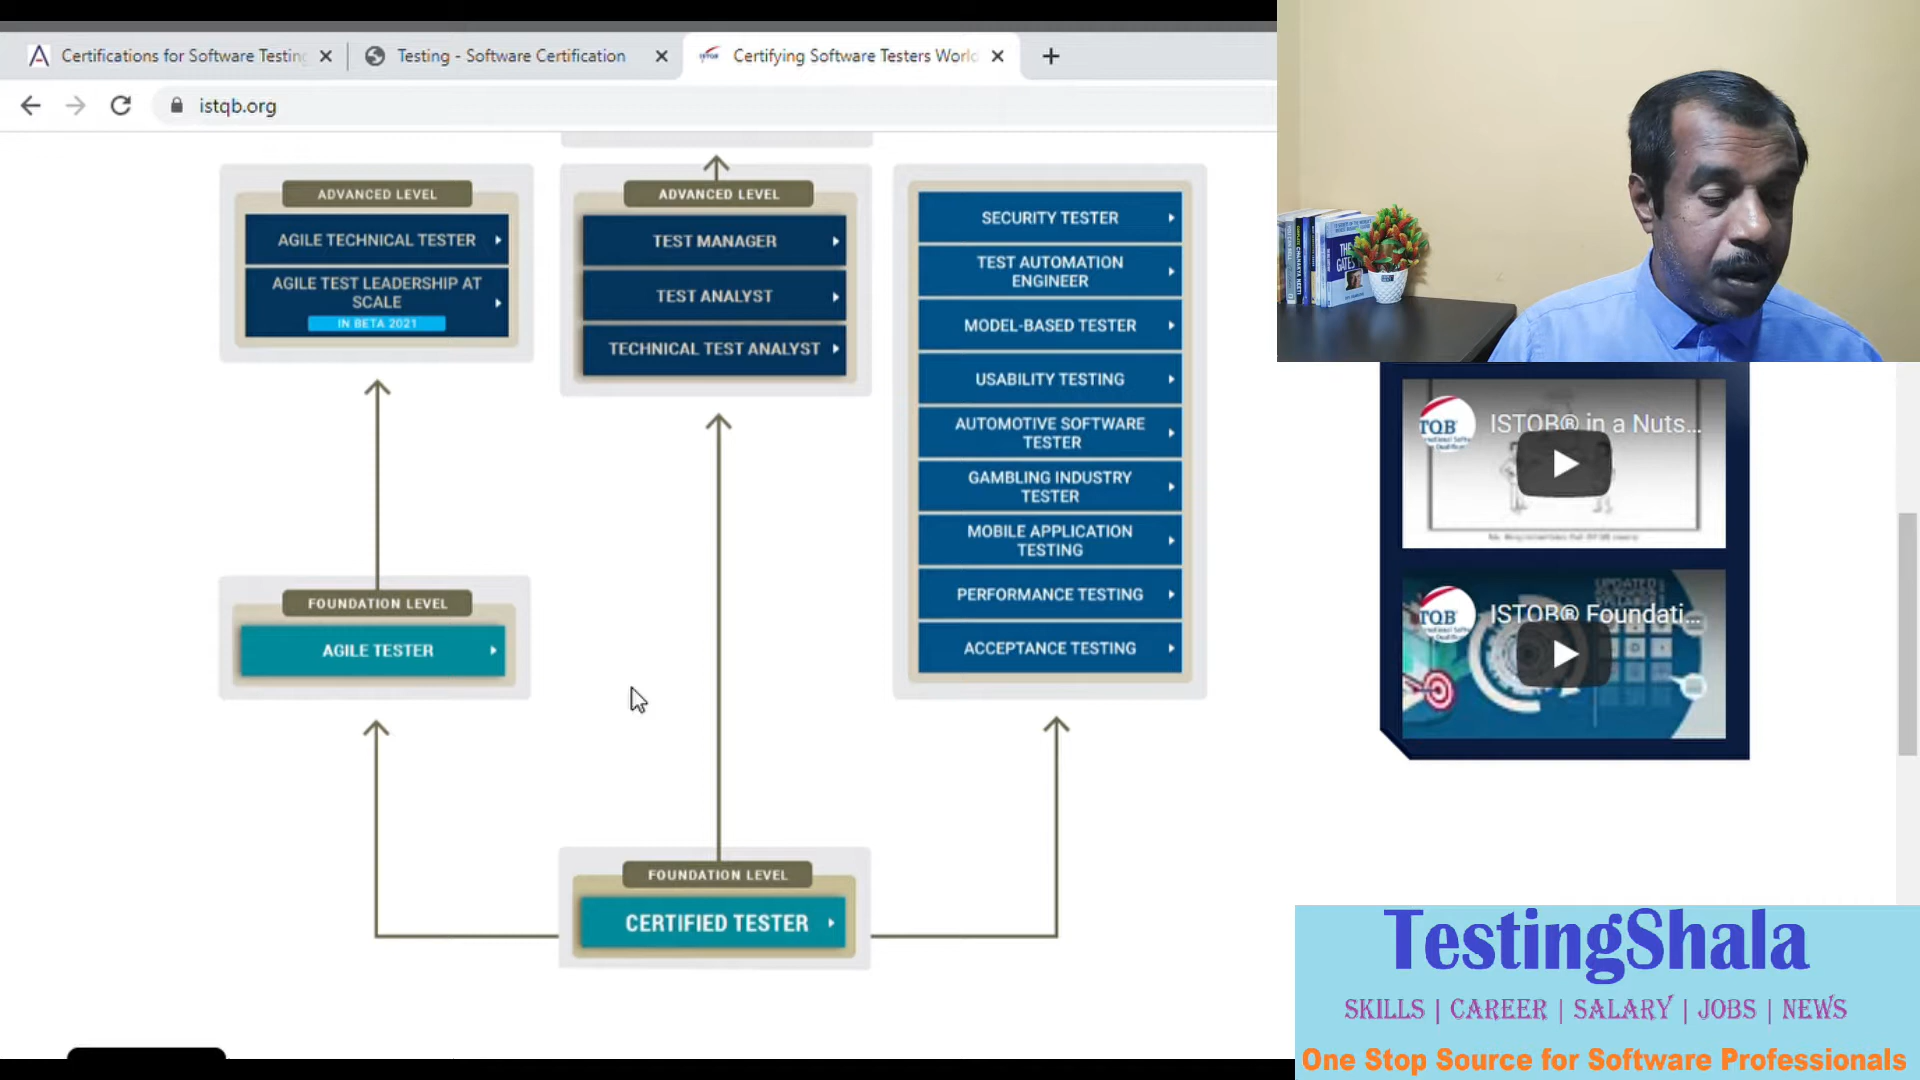 Certifications for Software Testing
Testing - Software Certification
Certifying Software Testers World
istqb.org
ADVANCED LEVEL
AGILE TECHNICAL TESTER
AGILE TEST LEADERSHIP AT
SCALE
IN BETA 2021
ADVANCED LEVEL
TEST MANAGER
TEST ANALYST
TECHNICAL TEST ANALYST
SECURITY TESTER
TEST AUTOMATION
ENGINEER
MODEL-BASED TESTER
USABILITY TESTING
AUTOMOTIVE SOFTWARE
TESTER
GAMBLING INDUSTRY
TESTER
MOBILE APPLICATION
TESTING
PERFORMANCE TESTING
ACCEPTANCE TESTING
FOUNDATION LEVEL
AGILE TESTER
FOUNDATION LEVEL
CERTIFIED TESTER
THE
GATES
ISTQB® in a Nuts...
ISTQB® Foundati...
UPDATED
TestingShala
SKILLS | CAREER | SALARY | JOBS | NEWS
One Stop Source for Software Professionals